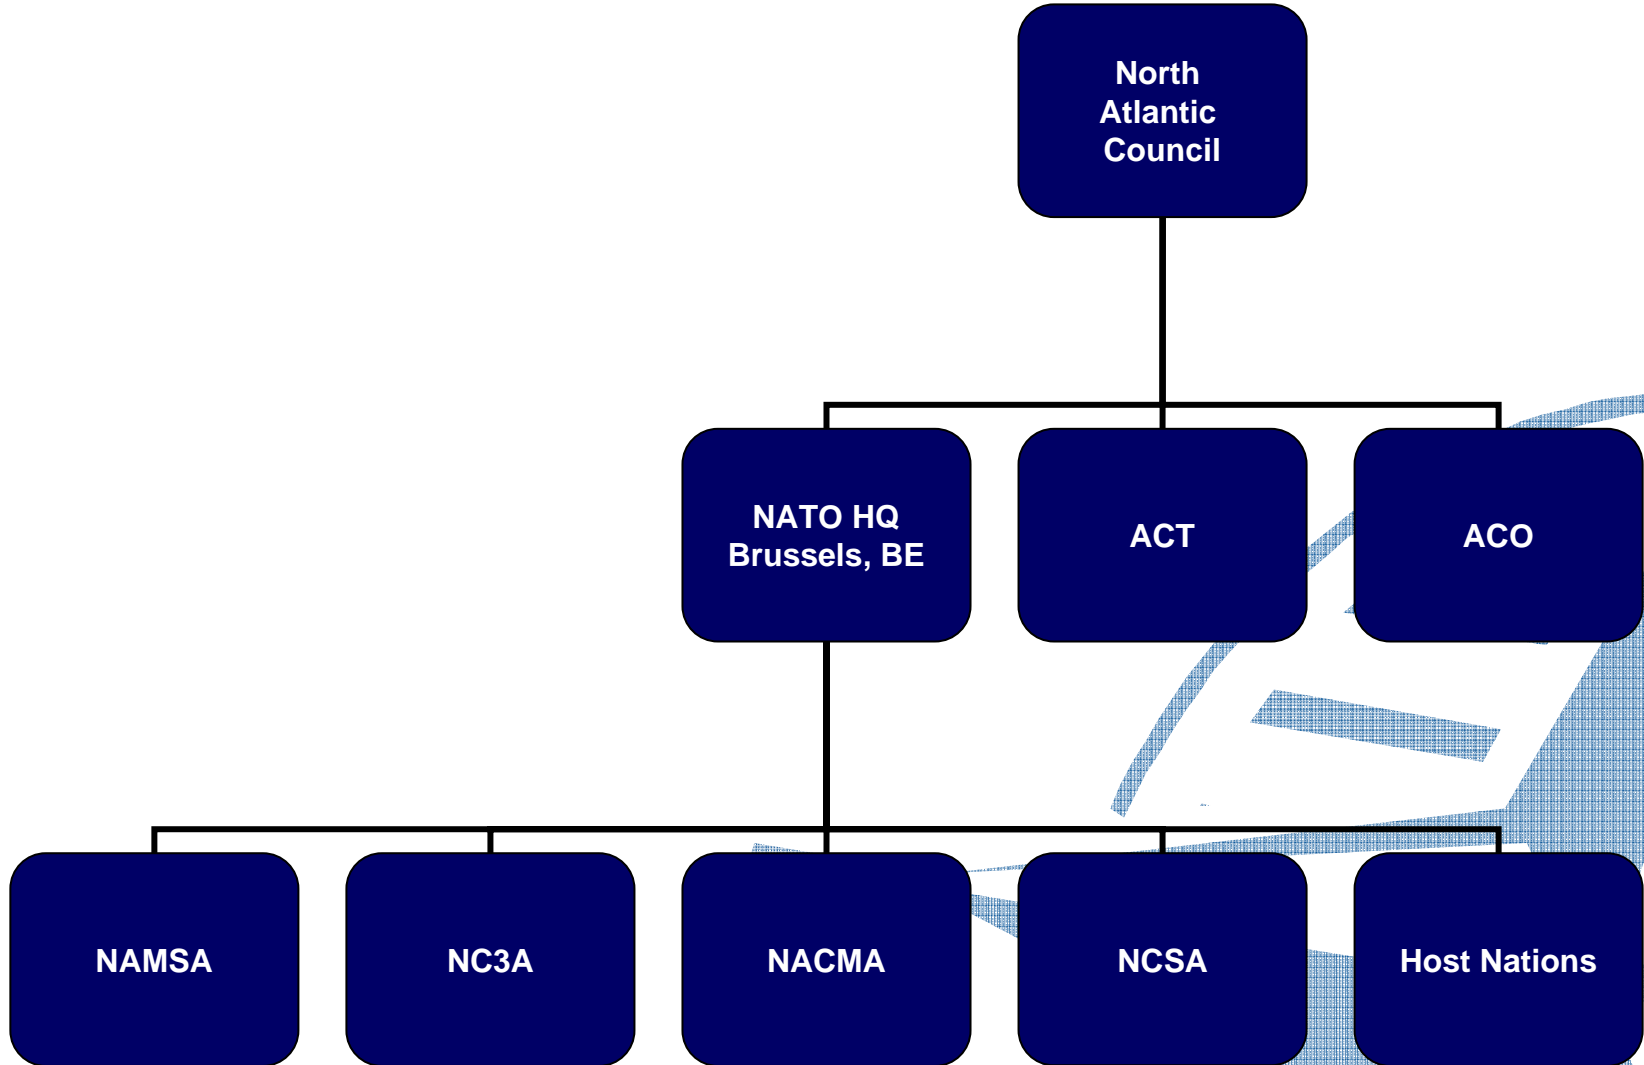 North
Atlantic
Council
NATO HQ
Brussels, BE
ACT
ACO
NAMSA
NC3A
NACMA
NCSA
Host Nations